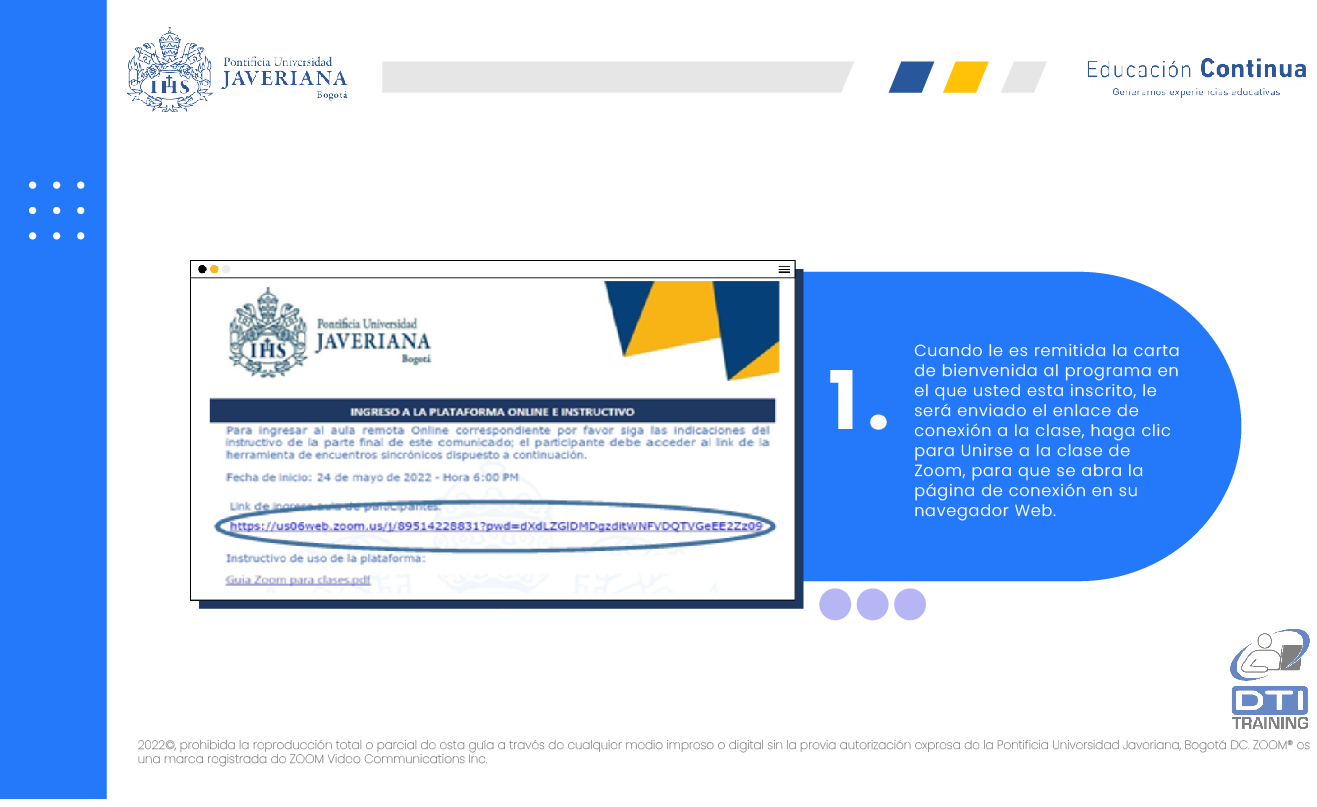 Pontificia Universidad
JAVERIANA
Bogotá
Educación Continua
Generamos experiencias educativas
IHS
Pontificia Universidad
JAVERIANA
Bogotá
IHS
INGRESO A LA PLATAFORMA ONLINE E INSTRUCTIVO
Para ingresar al aula remota Online correspondiente por favor siga las indicaciones del
instructivo de la parte final de este comunicado; el participante debe acceder al link de la
herramienta de encuentros sincrónicos dispuesto a continuación.
Fecha de inicio: 24 de mayo de 2022 - Hora 6:00 PM
Link de ingreso aula de participantes:
https://us06web.zoom.us/j/89514228831?pwd=dXdLZGlDMDgzditWNFVDQTVGeEE2Zz09
Instructivo de uso de la plataforma:
Guia Zoom para clases.pdf
1.
Cuando le es remitida la carta
de bienvenida al programa en
el que usted esta inscrito, le
será enviado el enlace de
conexión a la clase, haga clic
para Unirse a la clase de
Zoom, para que se abra la
página de conexión en su
navegador Web.
DTI
TRAINING
2022©, prohibida la reproducción total o parcial de esta guía a través de cualquier medio impreso o digital sin la previa autorización expresa de la Pontificia Universidad Javeriana, Bogotá DC. ZOOM® es
una marca registrada de ZOOM Video Communications Inc.